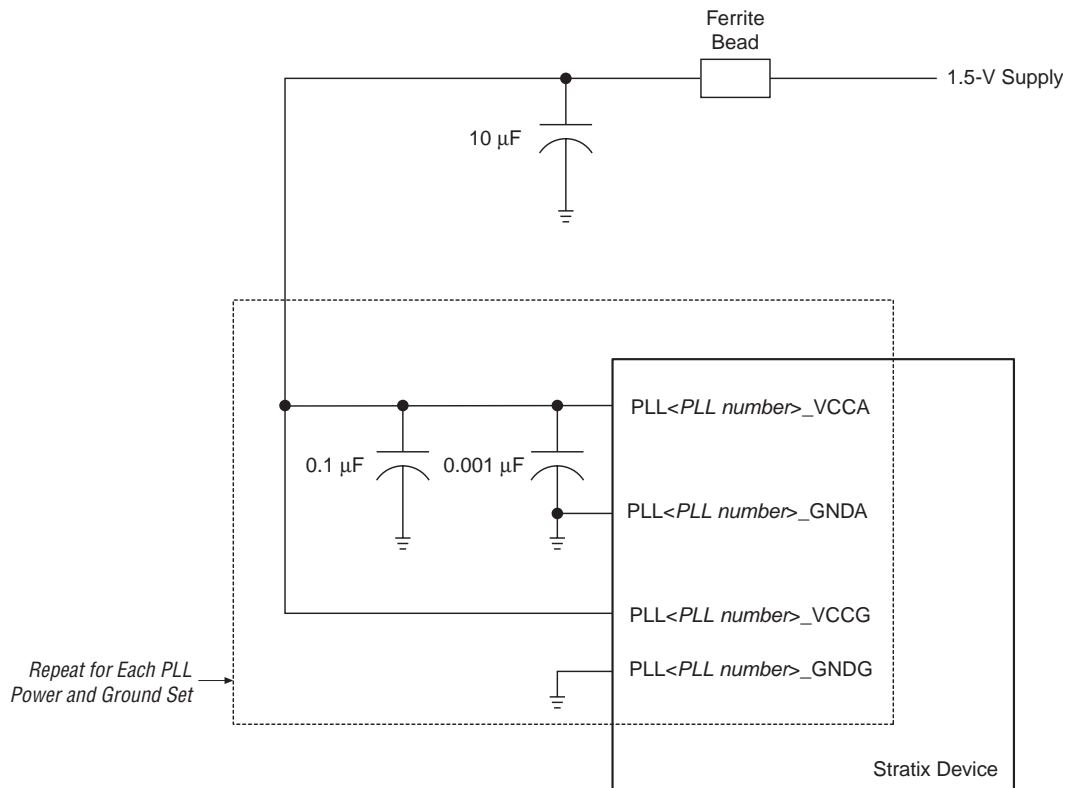 Ferrite
Bead
1.5-V Supply
10 μF
PLL<PLL number>_VCCA
0.1 μF
0.001 μF
PLL<PLL number>_GNDA
PLL<PLL number>_VCCG
Repeat for Each PLL
Power and Ground Set
PLL<PLL number>_GNDG
Stratix Device